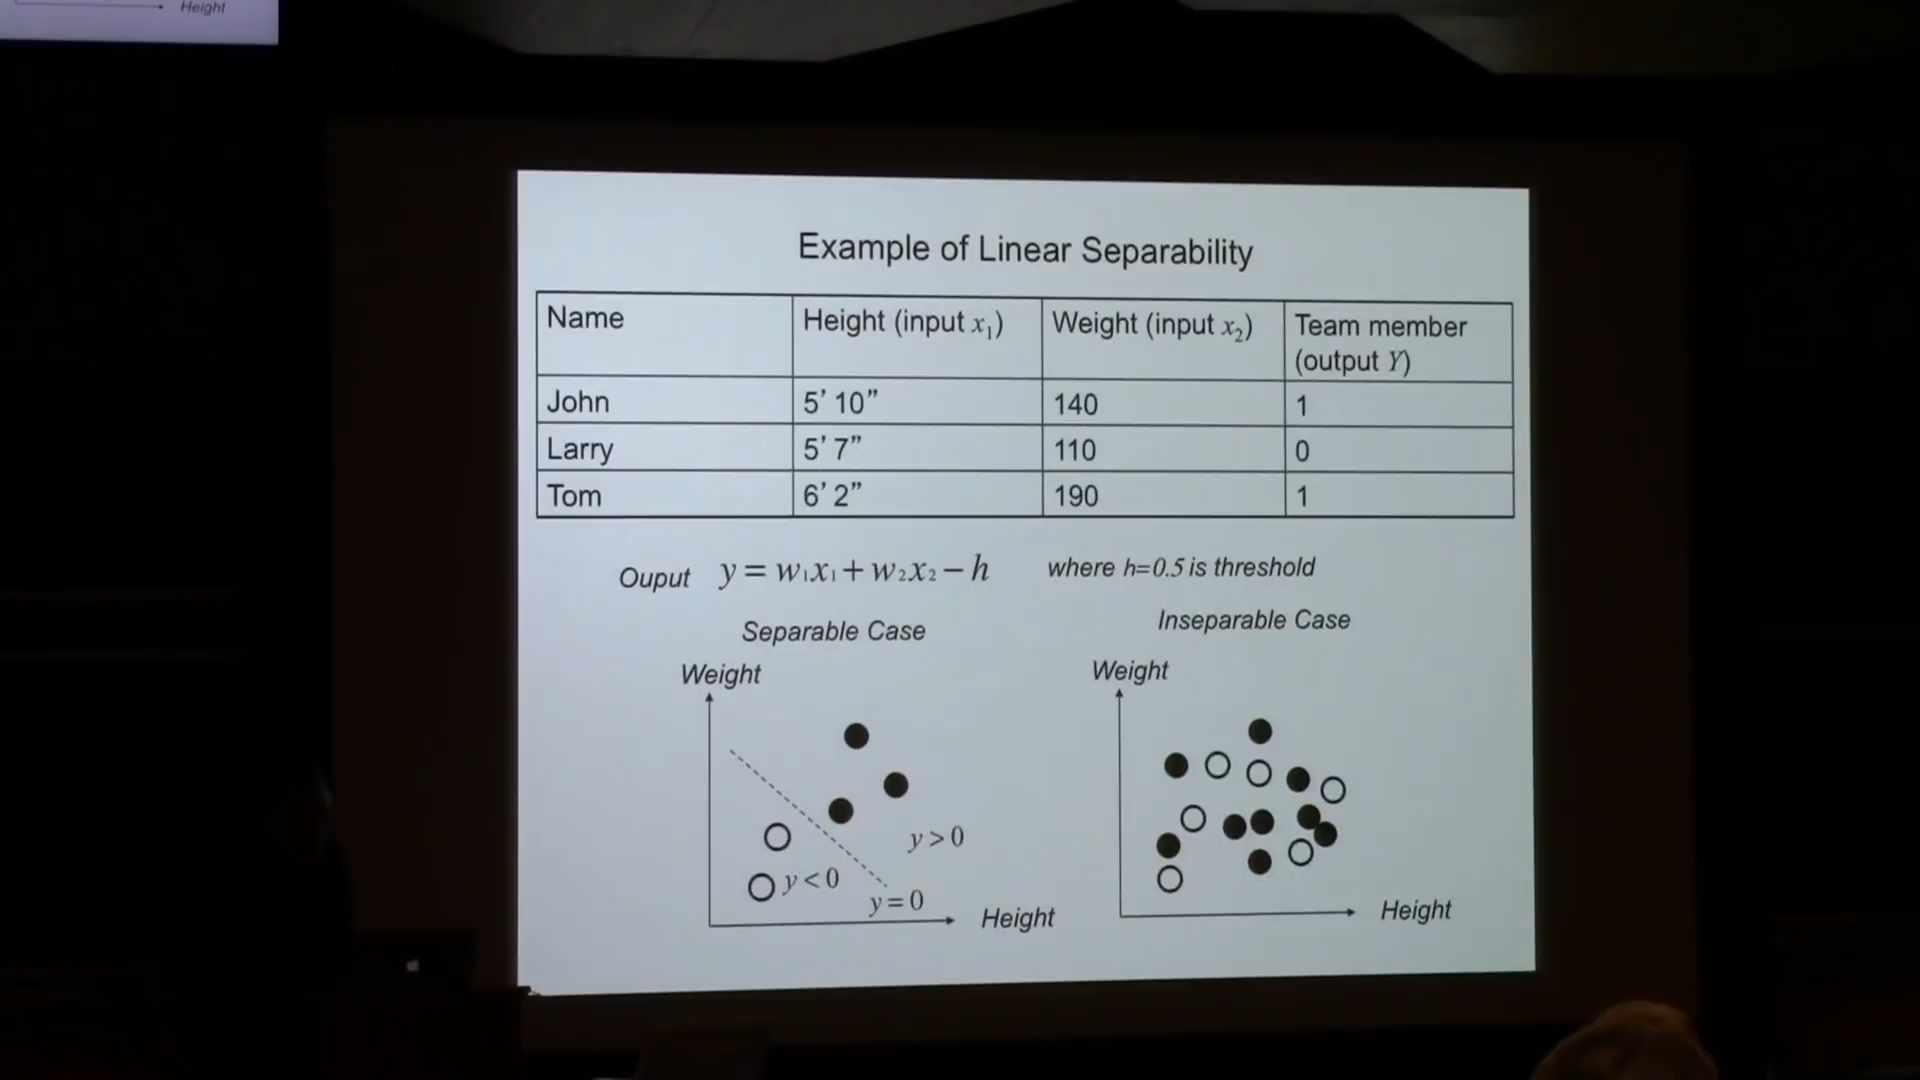 Height
Example of Linear Separability
Name Height (input x₁) Weight (input x₂) Team member (output Y)
John 5’ 10” 140 1
Larry 5’ 7” 110 0
Tom 6’ 2” 190 1
Ouput y = w₁x₁ + w₂x₂ − h where h=0.5 is threshold
Separable Case
Weight
y > 0
y < 0
y = 0
Height
Inseparable Case
Weight
Height